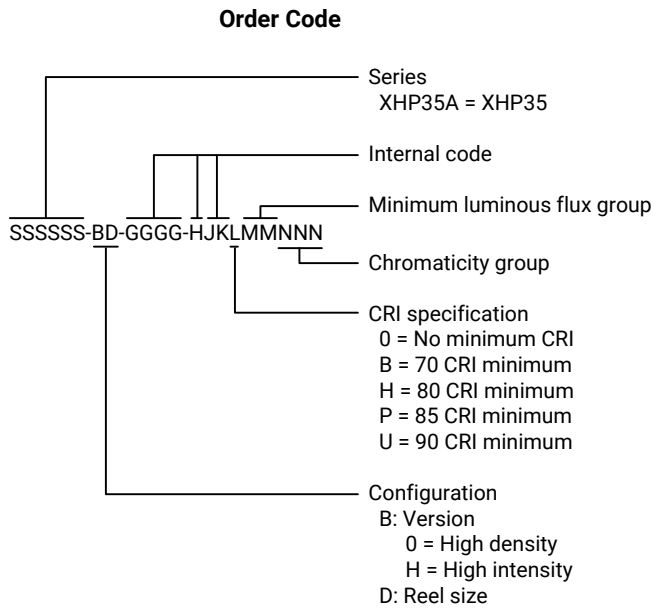 Order Code
Series
XHP35A = XHP35
Internal code
Minimum luminous flux group
SSSSSS-BD-GGGG-HJKLMMNNN
Chromaticity group
CRI specification
0 = No minimum CRI
B = 70 CRI minimum
H = 80 CRI minimum
P = 85 CRI minimum
U = 90 CRI minimum
Configuration
B: Version
0 = High density
H = High intensity
D: Reel size